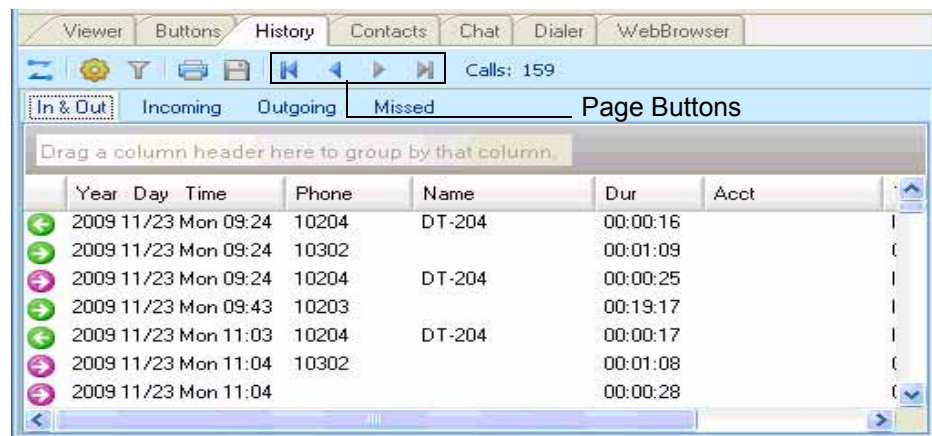 Viewer Buttons History Contacts Chat Dialer WebBrowser
Calls: 159
In & Out Incoming Outgoing Missed Page Buttons
Drag a column header here to group by that column.
Year Day Time Phone Name Dur Acct
2009 11/23 Mon 09:24 10204 DT-204 00:00:16
2009 11/23 Mon 09:24 10302 00:01:09
2009 11/23 Mon 09:24 10204 DT-204 00:00:25
2009 11/23 Mon 09:43 10203 00:19:17
2009 11/23 Mon 11:03 10204 DT-204 00:00:17
2009 11/23 Mon 11:04 10302 00:01:08
2009 11/23 Mon 11:04 00:00:28